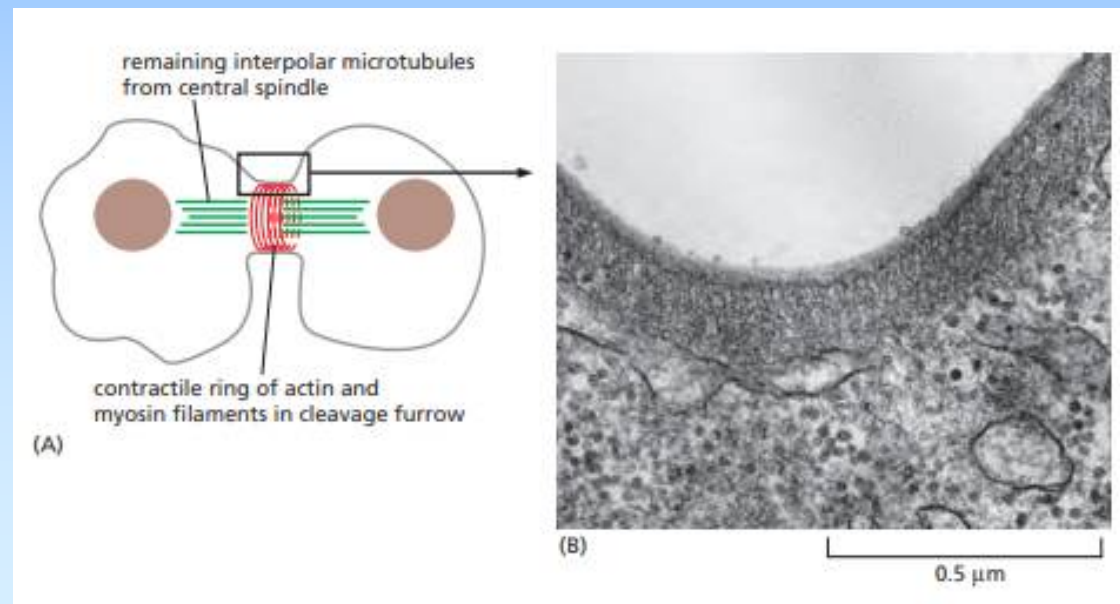 remaining interpolar microtubules
from central spindle
contractile ring of actin and
myosin filaments in cleavage furrow
(A)
(B)
0.5 μm